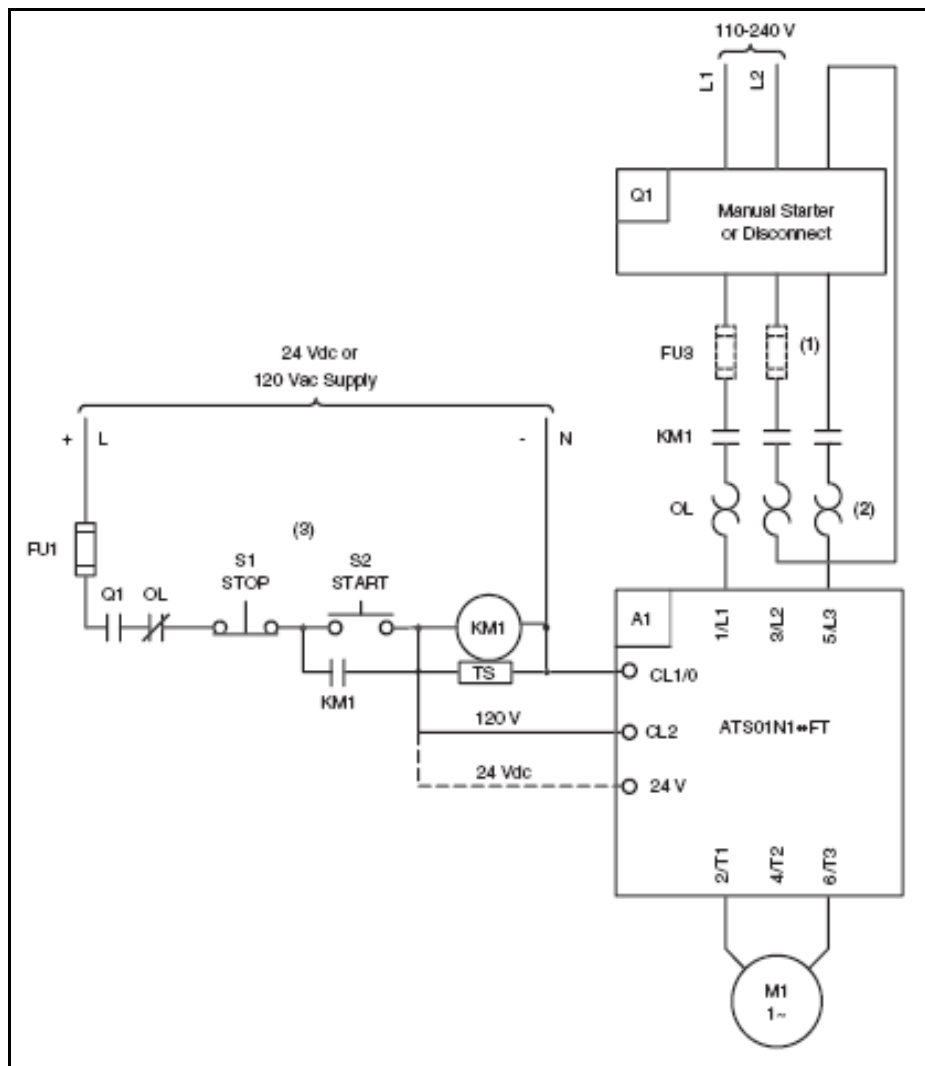 110-240 V
L1
L2
Q1
Manual Starter
or Disconnect
FU3
(1)
24 Vdc or
120 Vac Supply
+ L
- N
KM1
OL
(2)
(3)
FU1
S1
STOP
S2
START
Q1 OL
KM1
TS
KM1
A1
1/L1
3/L2
5/L3
CL1/0
120 V
CL2
ATS01N1⇔FT
24 Vdc
24 V
2/T1
4/T2
6/T3
M1
1~